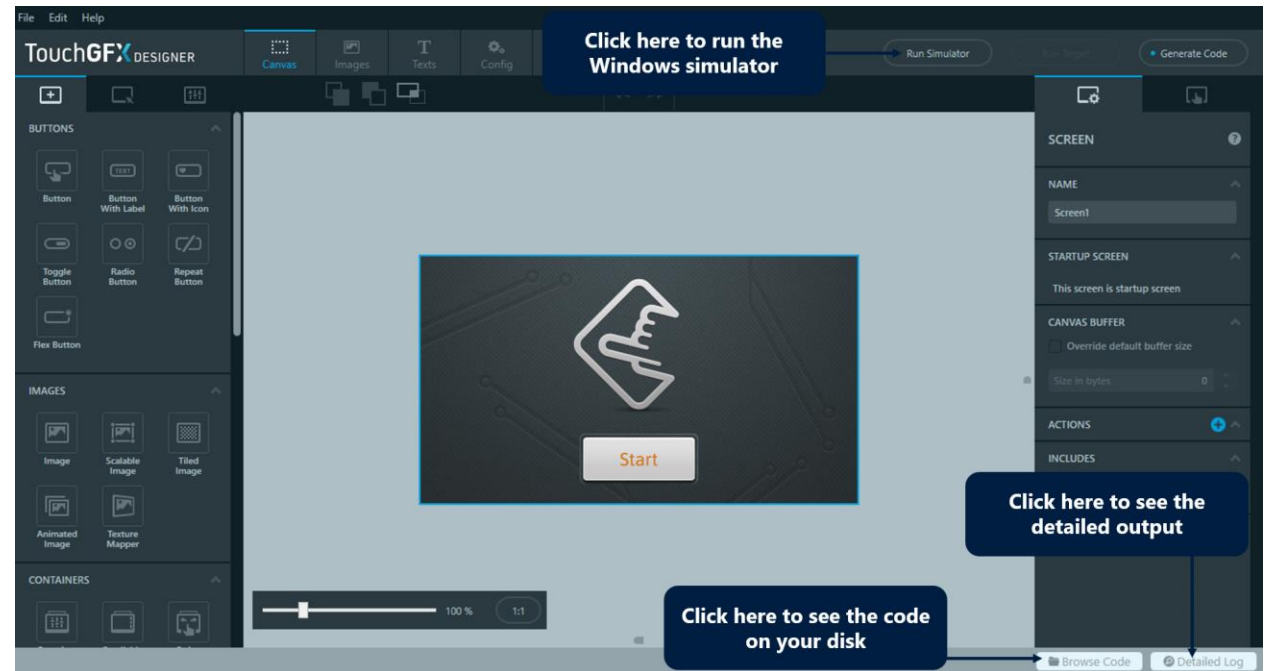 File Edit Help
TouchGFX DESIGNER
Canvas
Images
Texts
Config
Click here to run the
Windows simulator
Run Simulator
Run Target
Generate Code
BUTTONS
Button
TEXT
Button
With Label
Button
With Icon
Toggle
Button
Radio
Button
Repeat
Button
Flex Button
IMAGES
Image
Scalable
Image
Tiled
Image
Animated
Image
Texture
Mapper
CONTAINERS
Start
100 %
1:1
SCREEN
NAME
Screen1
STARTUP SCREEN
This screen is startup screen
CANVAS BUFFER
Override default buffer size
Size in bytes 0
ACTIONS
INCLUDES
Click here to see the
detailed output
Click here to see the code
on your disk
Browse Code
Detailed Log